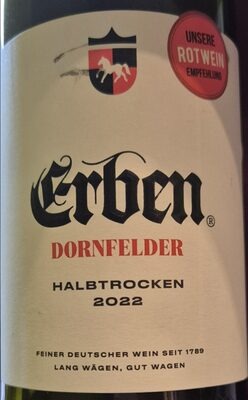 UNSERE
ROTWEIN
EMPFEHLUNG
Erben®
DORNFELDER
HALBTROCKEN
2022
FEINER DEUTSCHER WEIN SEIT 1789
LANG WÄGEN, GUT WAGEN